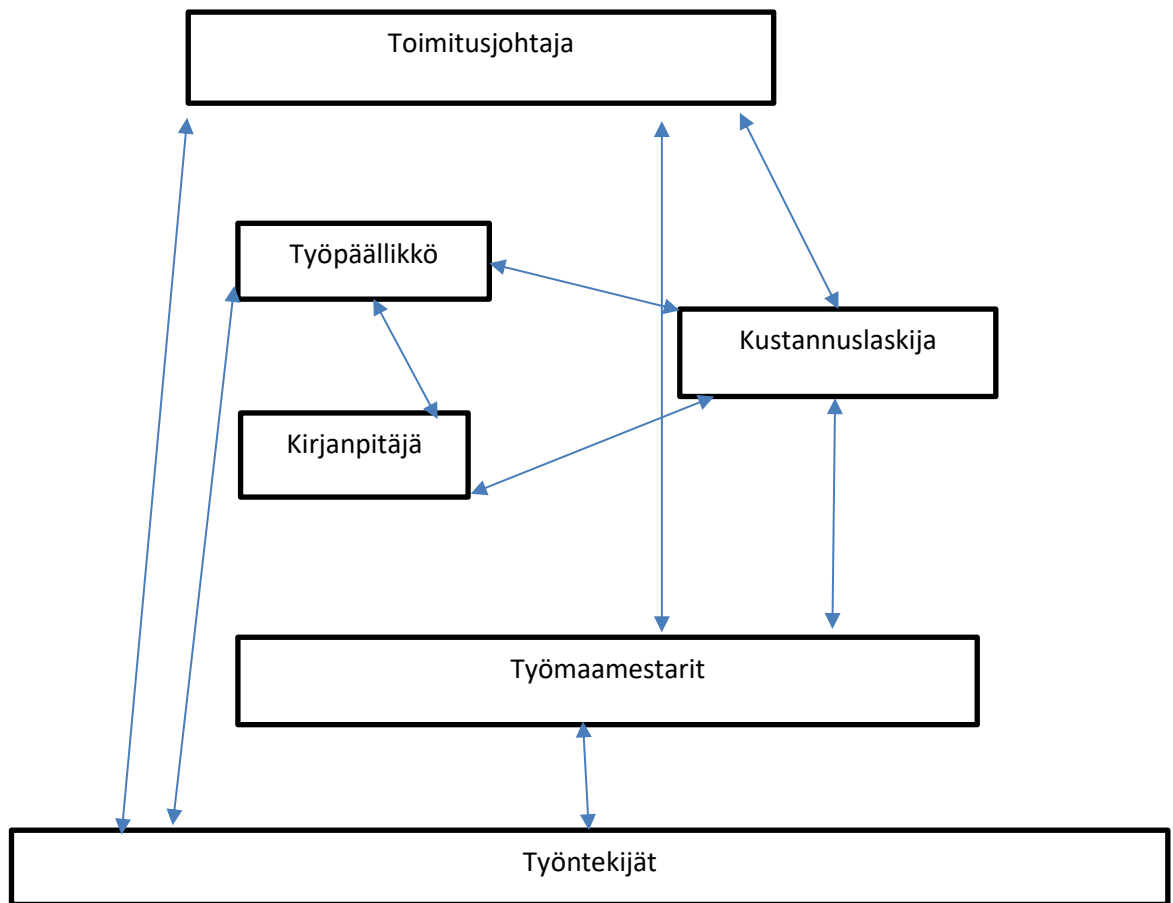 Toimitusjohtaja
Työpäällikkö
Kustannuslaskija
Kirjanpitäjä
Työmaamestarit
Työntekijät